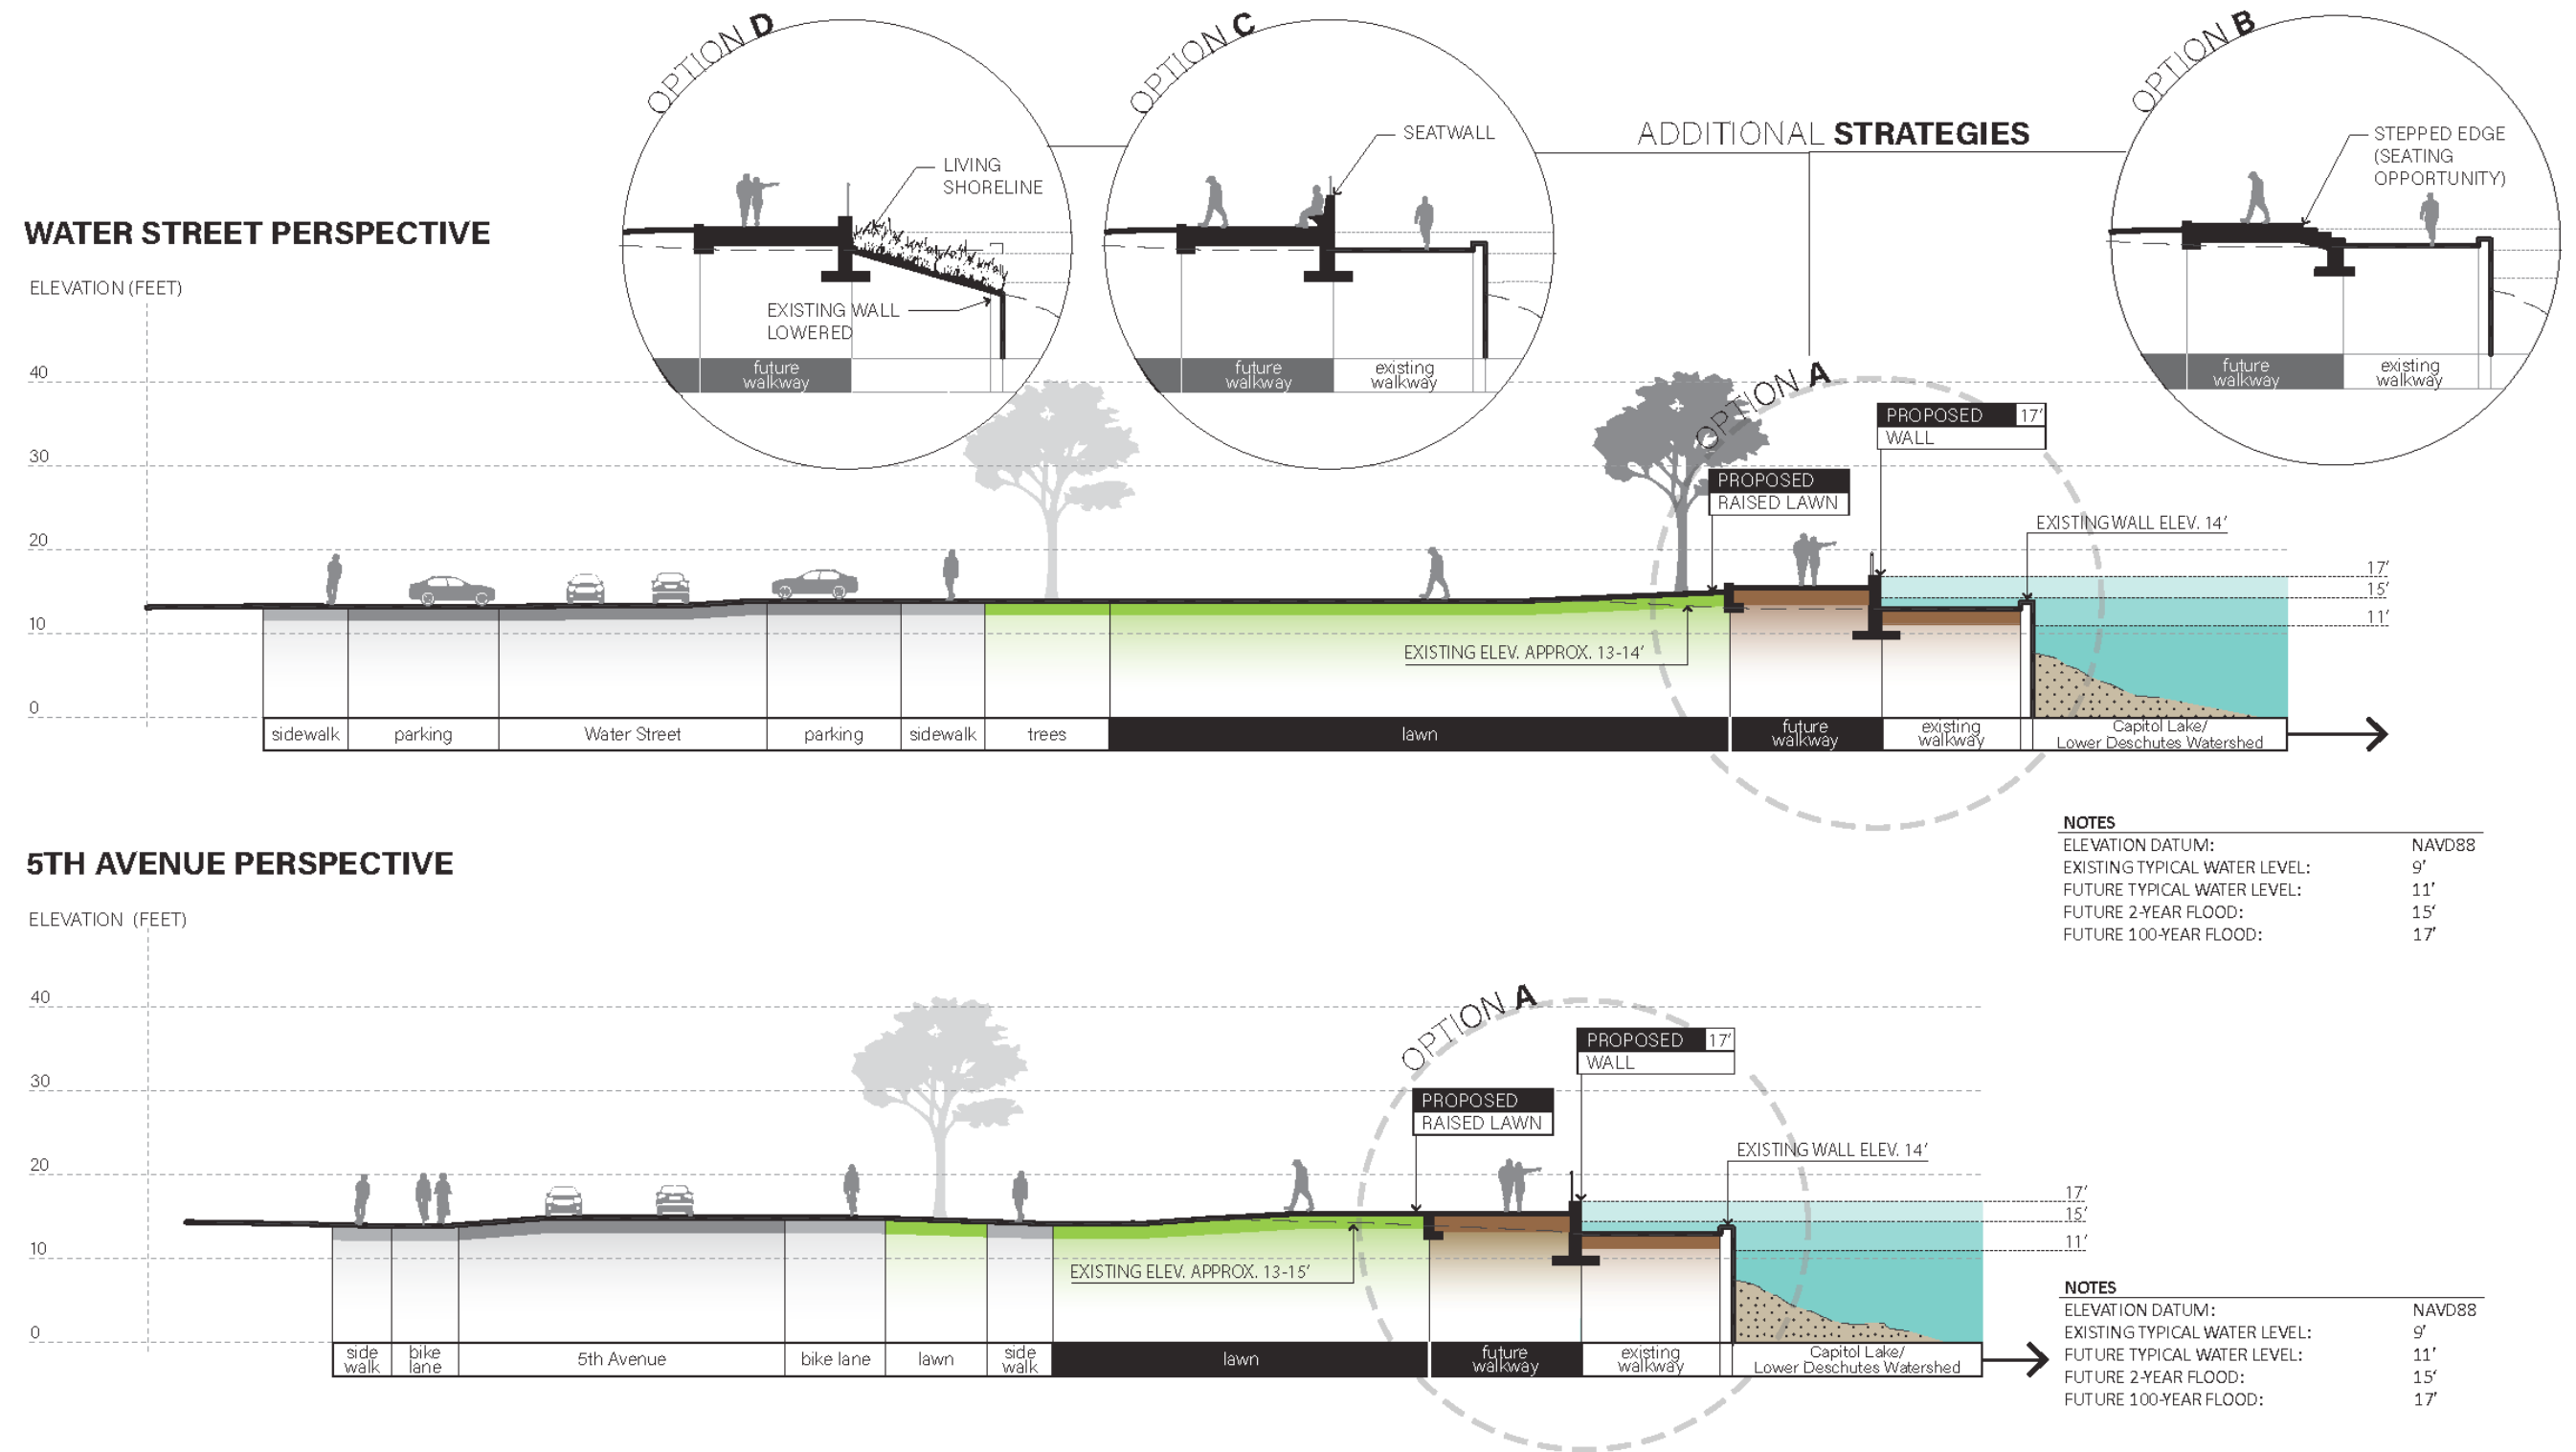 OPTION D
OPTION C
OPTION B
ADDITIONAL STRATEGIES
LIVING
SHORELINE
EXISTING WALL
LOWERED
future
walkway
SEATWALL
future
walkway
existing
walkway
STEPPED EDGE
(SEATING
OPPORTUNITY)
future
walkway
existing
walkway
WATER STREET PERSPECTIVE
ELEVATION (FEET)
40
30
20
10
0
OPTION A
PROPOSED 17'
WALL
PROPOSED
RAISED LAWN
EXISTING WALL ELEV. 14'
17'
15'
11'
EXISTING ELEV. APPROX. 13-14'
sidewalk
parking
Water Street
parking
sidewalk
trees
lawn
future
walkway
existing
walkway
Capitol Lake/
Lower Deschutes Watershed
NOTES
ELEVATION DATUM: NAVD88
EXISTING TYPICAL WATER LEVEL: 9'
FUTURE TYPICAL WATER LEVEL: 11'
FUTURE 2-YEAR FLOOD: 15'
FUTURE 100-YEAR FLOOD: 17'
5TH AVENUE PERSPECTIVE
ELEVATION (FEET)
40
30
20
10
0
OPTION A
PROPOSED 17'
WALL
PROPOSED
RAISED LAWN
EXISTING WALL ELEV. 14'
17'
15'
11'
EXISTING ELEV. APPROX. 13-15'
side
walk
bike
lane
5th Avenue
bike lane
lawn
side
walk
lawn
future
walkway
existing
walkway
Capitol Lake/
Lower Deschutes Watershed
NOTES
ELEVATION DATUM: NAVD88
EXISTING TYPICAL WATER LEVEL: 9'
FUTURE TYPICAL WATER LEVEL: 11'
FUTURE 2-YEAR FLOOD: 15'
FUTURE 100-YEAR FLOOD: 17'